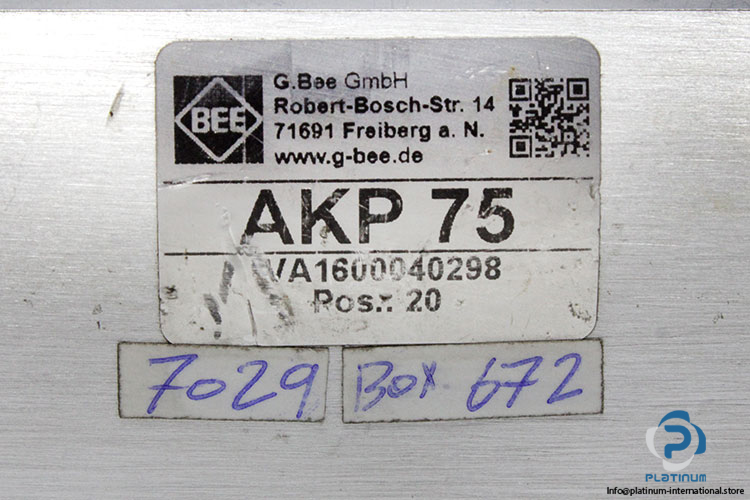 BEE
G.Bee GmbH
Robert-Bosch-Str. 14
71691 Freiberg a. N.
www.g-bee.de
AKP 75
VA1600040298
Pos.: 20
7029
Box 672
PLATINUM
Info@platinum-international.store